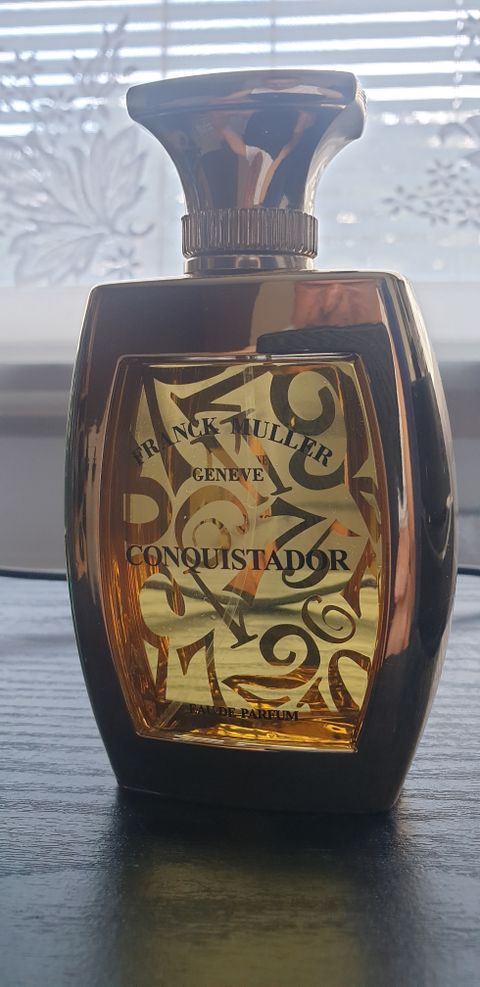 FRANCK MULLER
GENEVE
CONQUISTADOR
EAU DE PARFUM